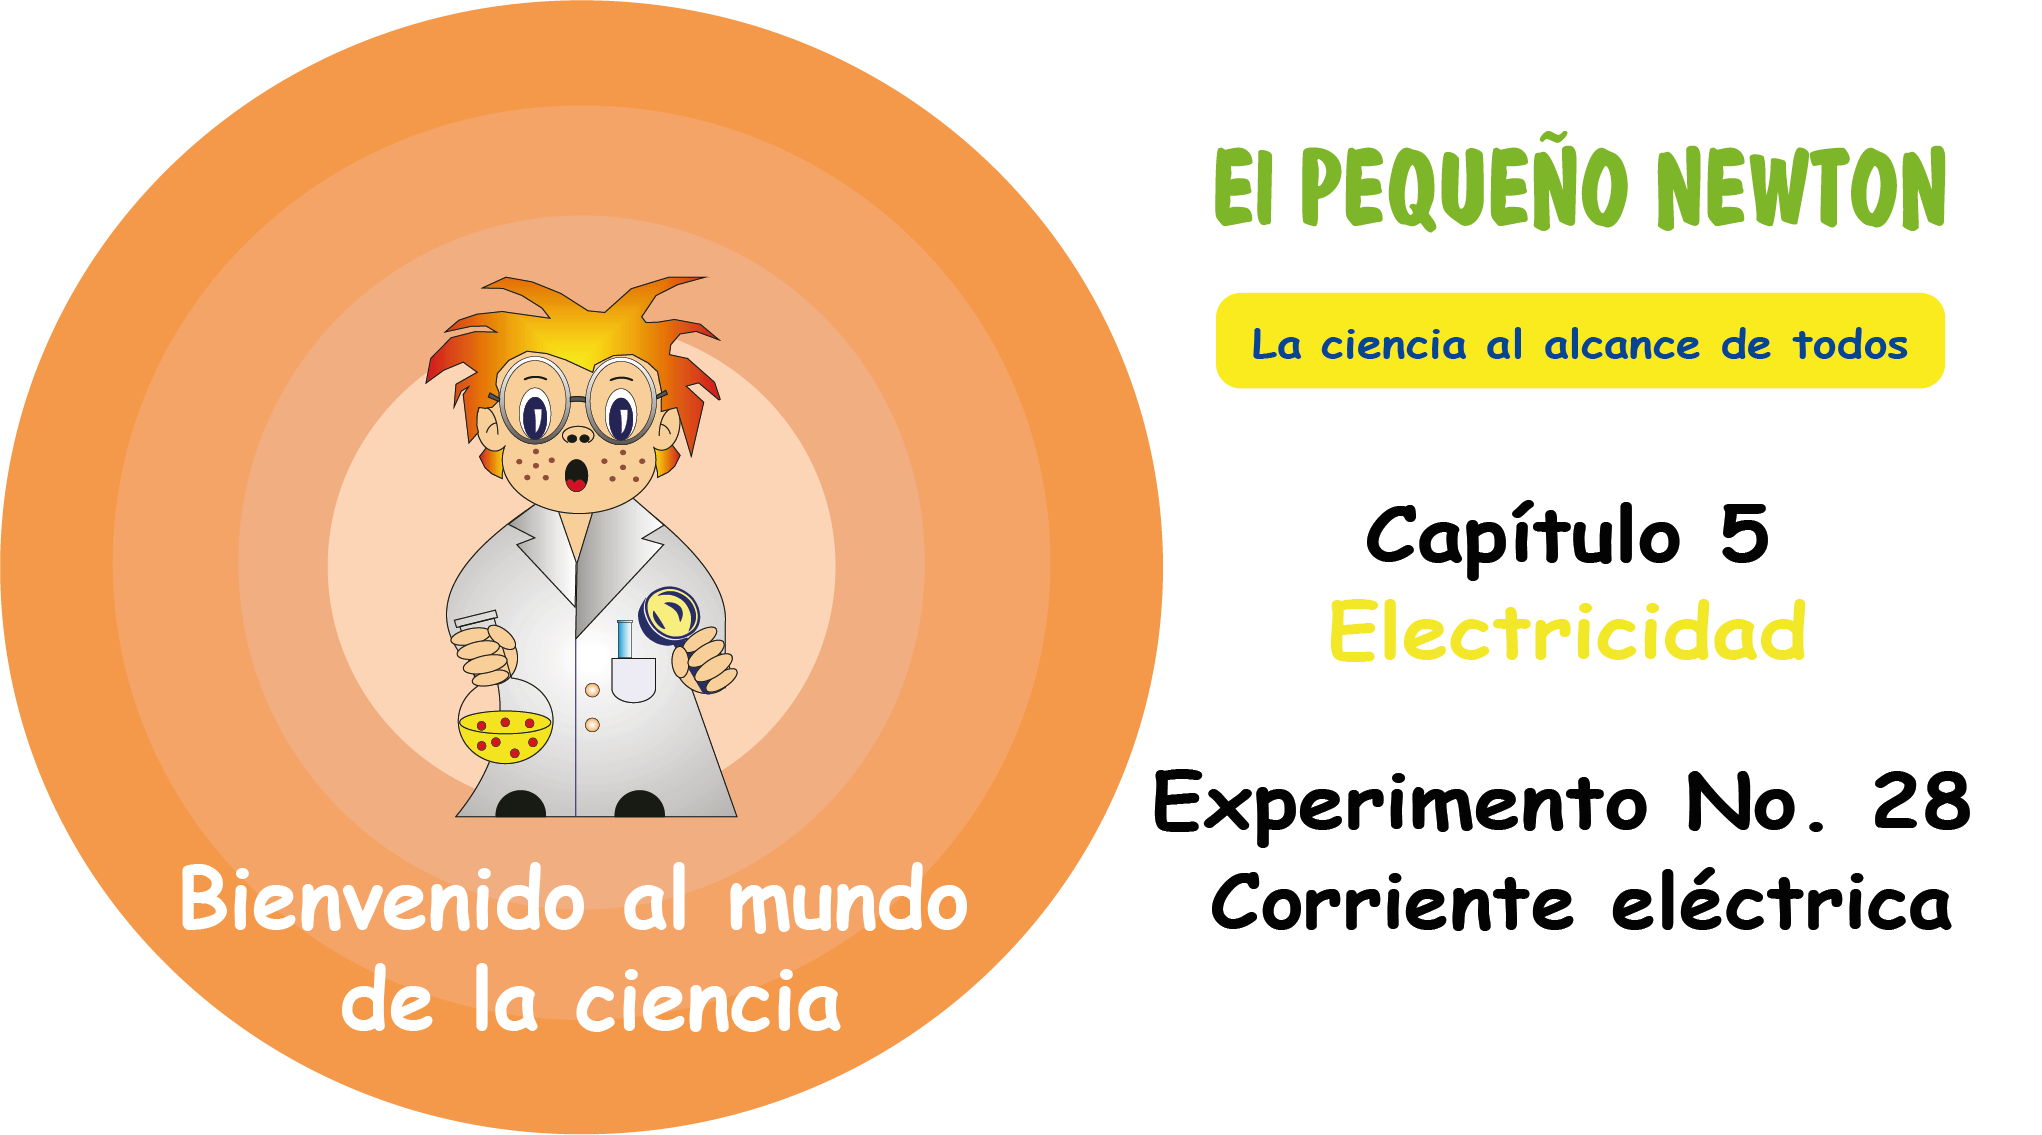 El PEQUEÑO NEWTON
La ciencia al alcance de todos
Capítulo 5
Electricidad
Experimento No. 28
Corriente eléctrica
Bienvenido al mundo
de la ciencia